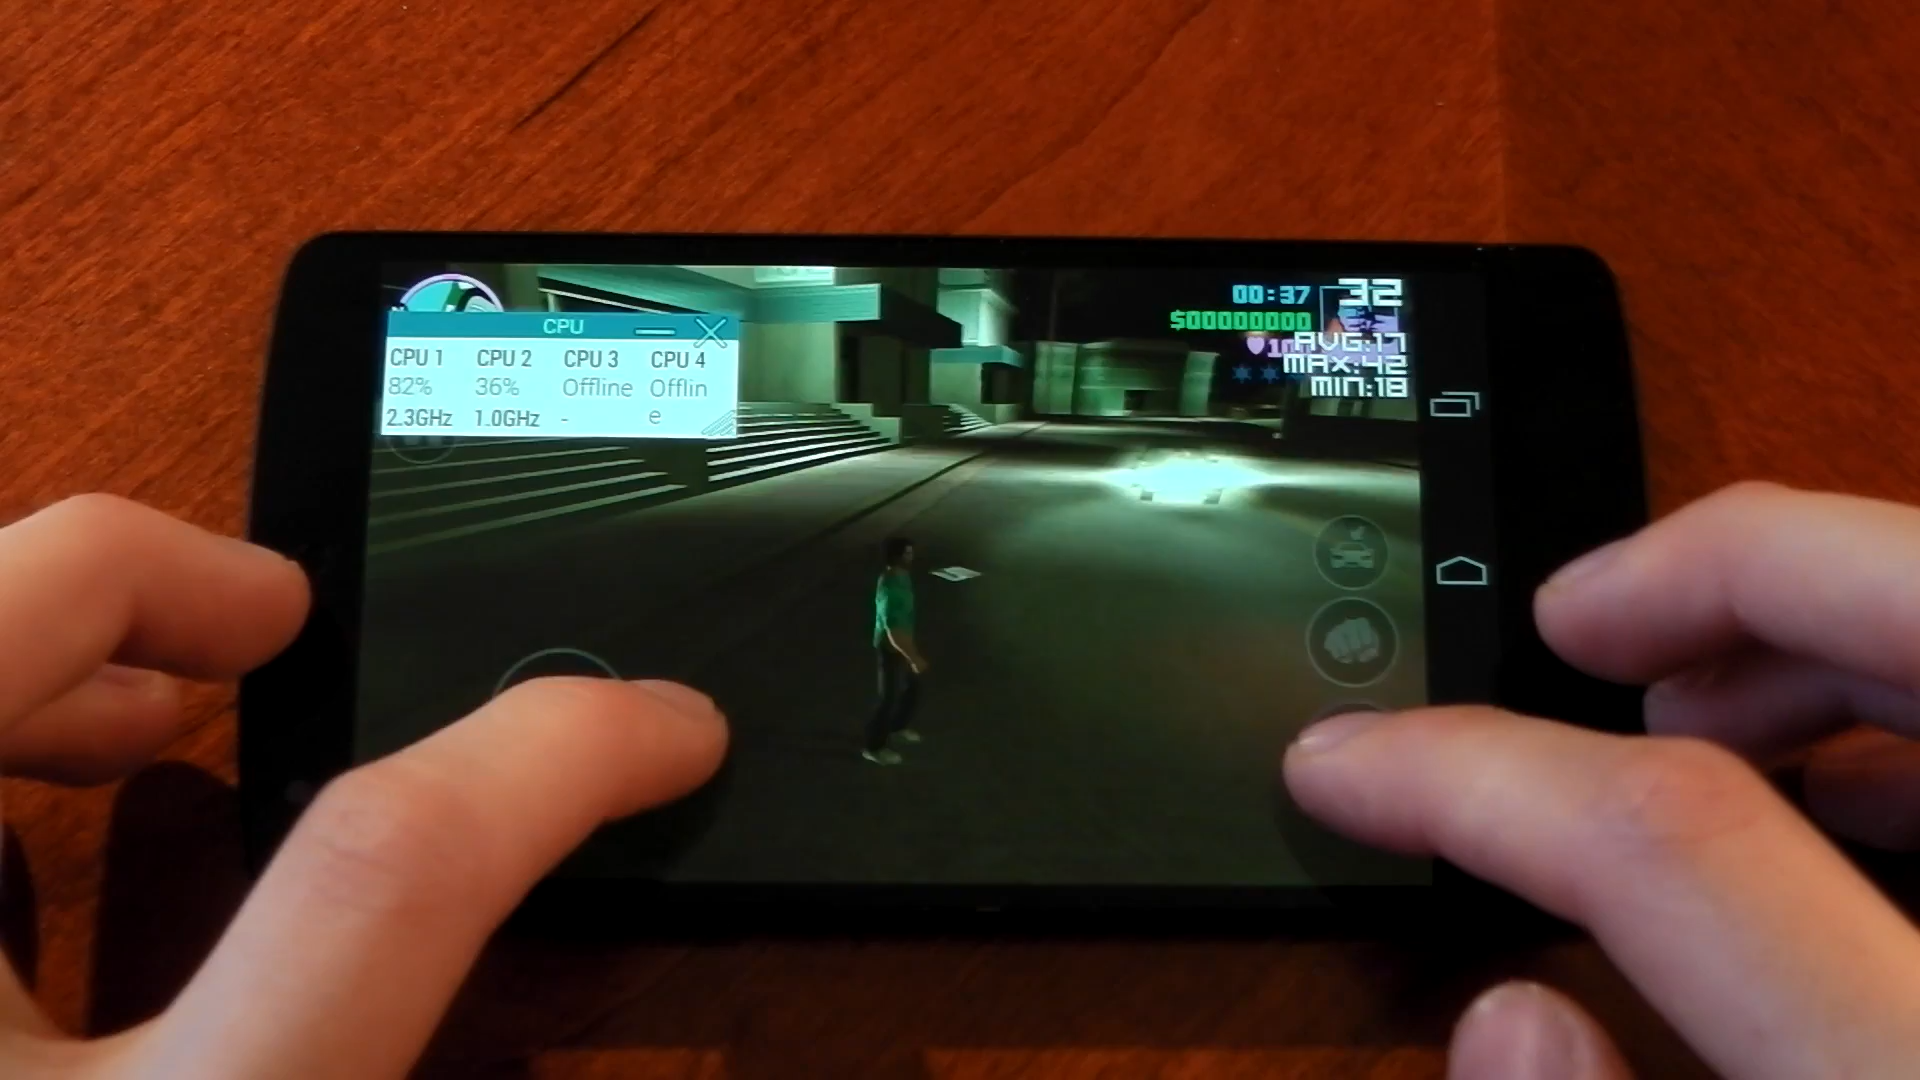 CPU
CPU 1 CPU 2 CPU 3 CPU 4
82% 36% Offline Offlin
e
2.3GHz 1.0GHz -
00:37
32
$00000000
AVG:17
MAX:42
MIN:18
N